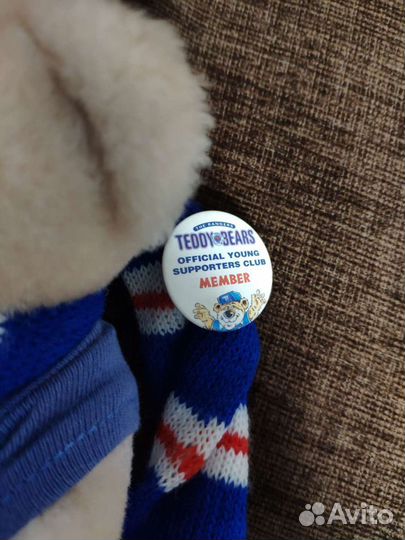 THE RANGERS
TEDDY BEARS
OFFICIAL YOUNG
SUPPORTERS CLUB
MEMBER
Avito